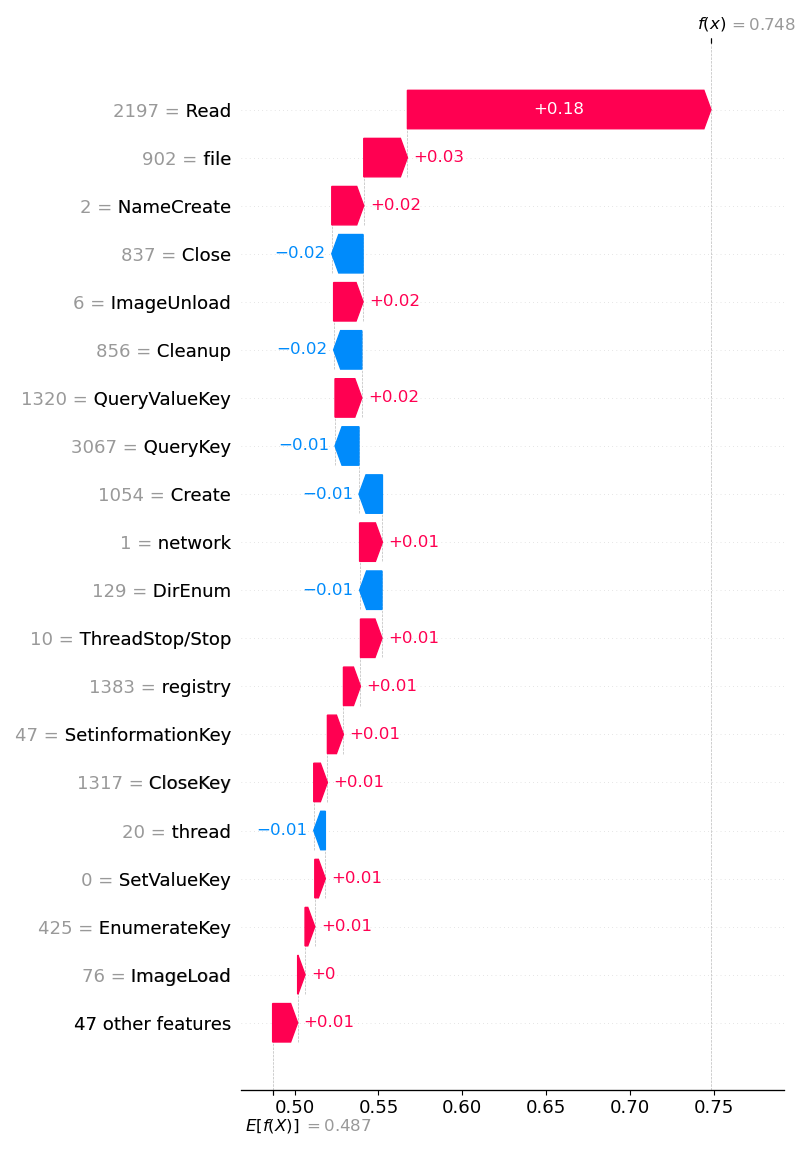 f(x) = 0.748
2197 = Read
+0.18
902 = file
+0.03
2 = NameCreate
+0.02
837 = Close
−0.02
6 = ImageUnload
+0.02
856 = Cleanup
−0.02
1320 = QueryValueKey
+0.02
3067 = QueryKey
−0.01
1054 = Create
−0.01
1 = network
+0.01
129 = DirEnum
−0.01
10 = ThreadStop/Stop
+0.01
1383 = registry
+0.01
47 = SetinformationKey
+0.01
1317 = CloseKey
+0.01
20 = thread
−0.01
0 = SetValueKey
+0.01
425 = EnumerateKey
+0.01
76 = ImageLoad
+0
47 other features
+0.01
0.50 0.55 0.60 0.65 0.70 0.75
E[f(X)] = 0.487